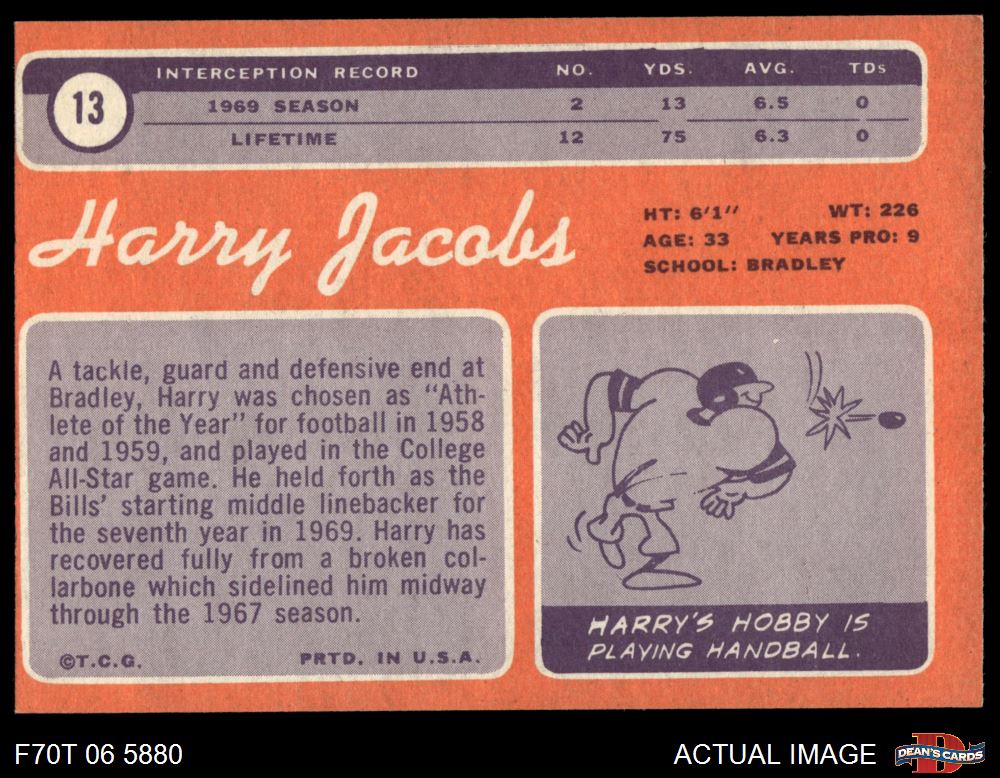 13
INTERCEPTION RECORD NO. YDS. AVG. TDs
1969 SEASON 2 13 6.5 0
LIFETIME 12 75 6.3 0
Harry Jacobs
HT: 6'1'' WT: 226
AGE: 33 YEARS PRO: 9
SCHOOL: BRADLEY
A tackle, guard and defensive end at
Bradley, Harry was chosen as “Ath-
lete of the Year” for football in 1958
and 1959, and played in the College
All-Star game. He held forth as the
Bills’ starting middle linebacker for
the seventh year in 1969. Harry has
recovered fully from a broken col-
larbone which sidelined him midway
through the 1967 season.
©T.C.G. PRTD. IN U.S.A.
HARRY'S HOBBY IS
PLAYING HANDBALL.
F70T 06 5880 ACTUAL IMAGE
D
DEAN'S CARDS